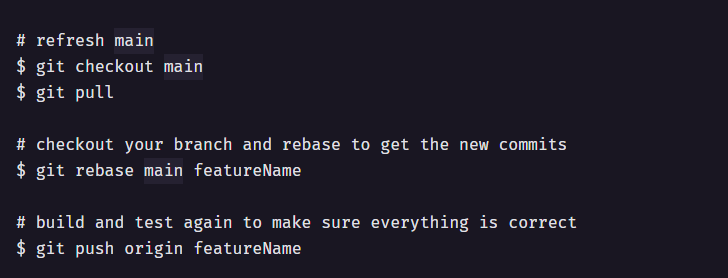 # refresh main
$ git checkout main
$ git pull
# checkout your branch and rebase to get the new commits
$ git rebase main featureName
# build and test again to make sure everything is correct
$ git push origin featureName